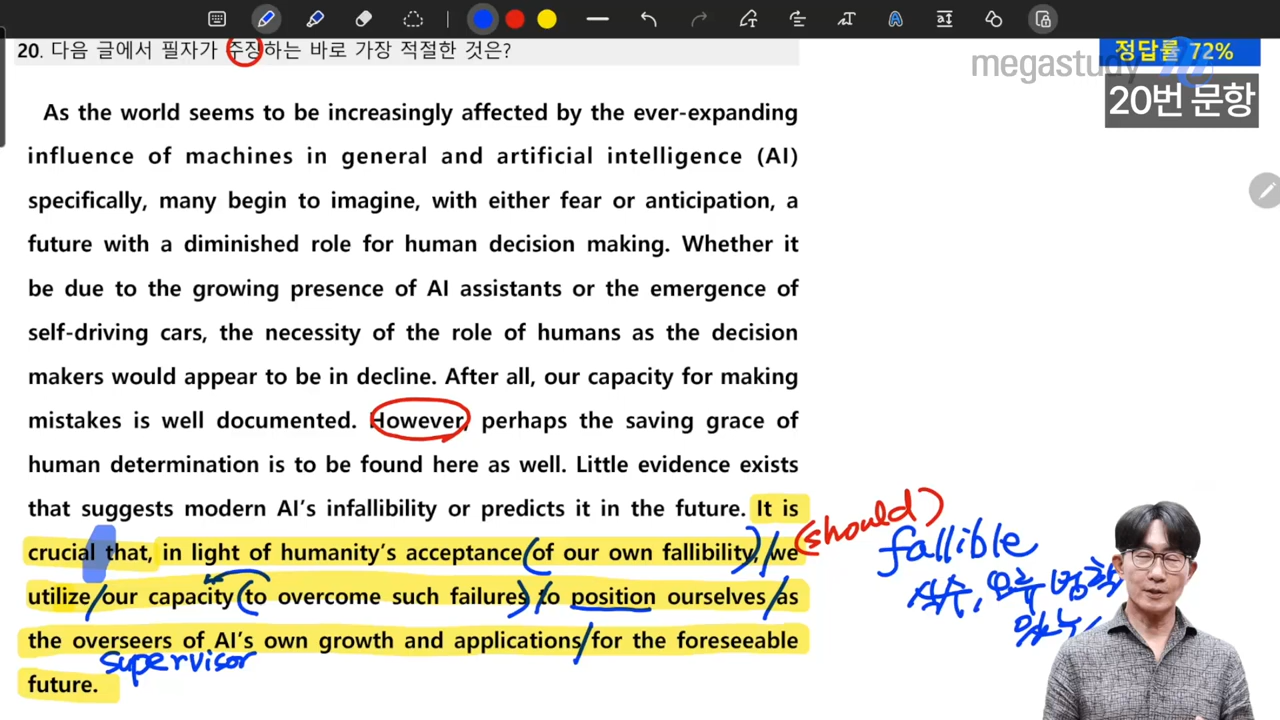 20. 다음 글에서 필자가 주장하는 바로 가장 적절한 것은?
정답률 72%
megastudy
20번 문항
As the world seems to be increasingly affected by the ever-expanding
influence of machines in general and artificial intelligence (AI)
specifically, many begin to imagine, with either fear or anticipation, a
future with a diminished role for human decision making. Whether it
be due to the growing presence of AI assistants or the emergence of
self-driving cars, the necessity of the role of humans as the decision
makers would appear to be in decline. After all, our capacity for making
mistakes is well documented. However, perhaps the saving grace of
human determination is to be found here as well. Little evidence exists
that suggests modern AI's infallibility or predicts it in the future. It is
crucial that, in light of humanity's acceptance of our own fallibility, we
(should)
fallible
utilize our capacity to overcome such failures to position ourselves as
실수, 오류 범할
the overseers of AI's own growth and applications for the foreseeable
supervisor
future.